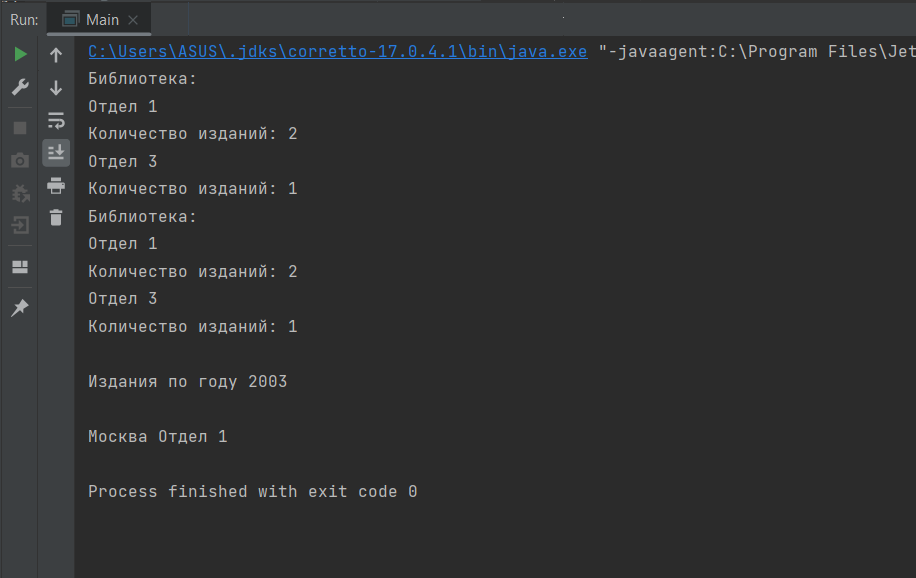 Run: Main
C:\Users\ASUS\.jdks\corretto-17.0.4.1\bin\java.exe "-javaagent:C:\Program Files\Jet
Библиотека:
Отдел 1
Количество изданий: 2
Отдел 3
Количество изданий: 1
Библиотека:
Отдел 1
Количество изданий: 2
Отдел 3
Количество изданий: 1
Издания по году 2003
Москва Отдел 1
Process finished with exit code 0